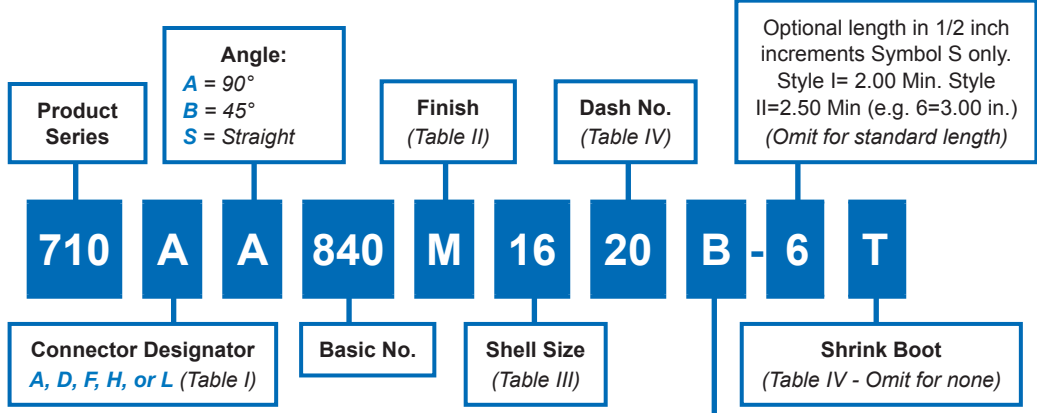 Optional length in 1/2 inch
increments Symbol S only.
Style I= 2.00 Min. Style
II=2.50 Min (e.g. 6=3.00 in.)
(Omit for standard length)
Angle:
A = 90°
B = 45°
S = Straight
Product
Series
Finish
(Table II)
Dash No.
(Table IV)
710 A A 840 M 16 20 B - 6 T
Connector Designator
A, D, F, H, or L (Table I)
Basic No.
Shell Size
(Table III)
Shrink Boot
(Table IV - Omit for none)